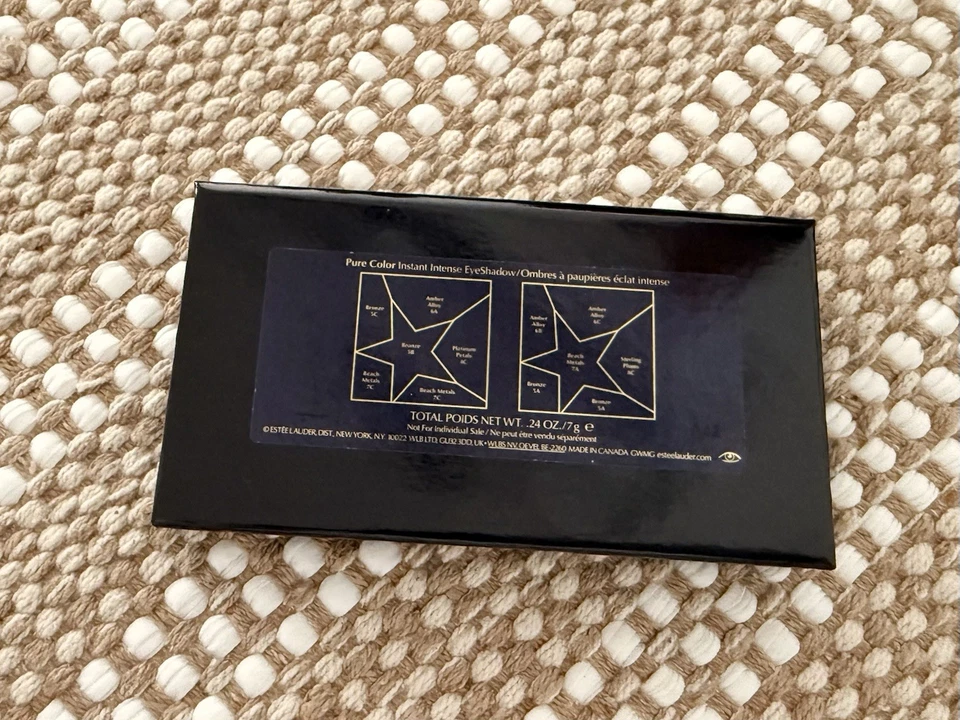 Pure Color Instant Intense EyeShadow/Ombres à paupières éclat intense
Bronze
5C
Amber
Alloy
6A
Bronze
5B
Platinum
Petals
4C
Beach
Metals
7C
Beach Metals
7C
Amber
Alloy
6B
Amber
Alloy
6C
Beach
Metals
7A
Sterling
Plums
8C
Bronze
5A
Bronze
5A
TOTAL POIDS NET WT. .24 OZ./7g ℮
Not For Individual Sale / Ne peut être vendu séparément
© ESTÉE LAUDER, DIST., NEW YORK, N.Y. 10022 WLB LTD, GU32 3DD, UK • WLBS NV, OEVEL BE-2260 MADE IN CANADA GWMG esteelauder.com